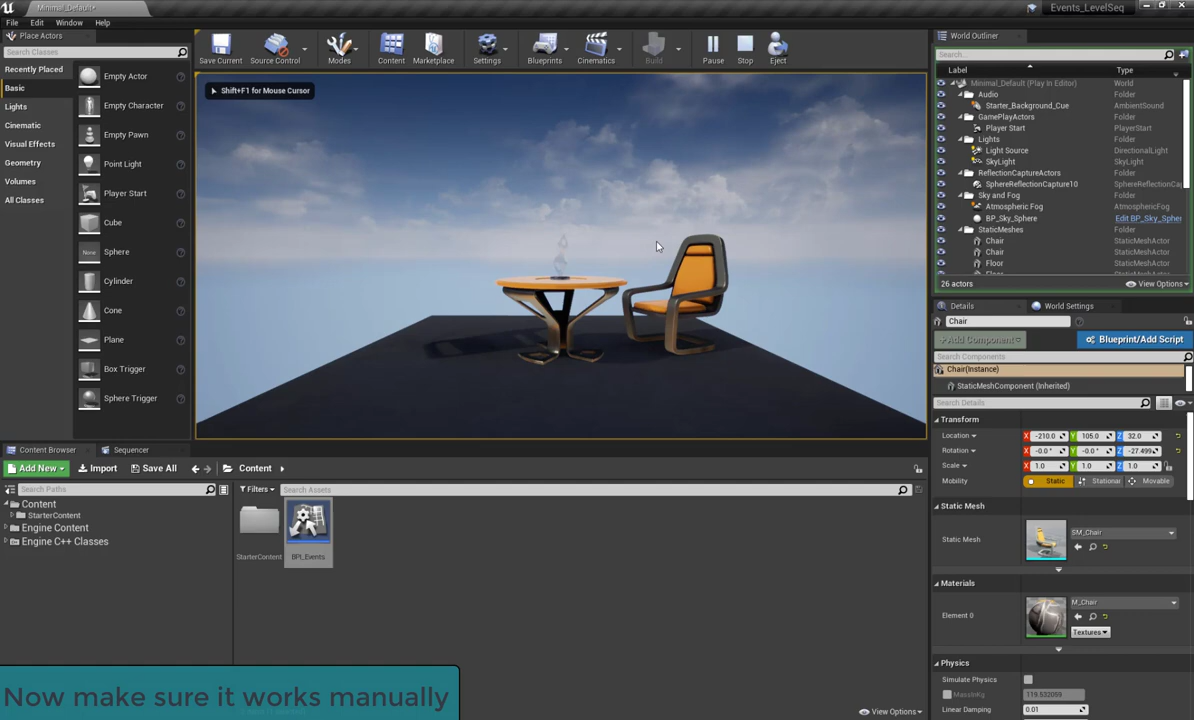 Minimal_Default*
Events_LevelSeq
File Edit Window Help
Place Actors
Search Classes
Recently Placed
Basic
Lights
Cinematic
Visual Effects
Geometry
Volumes
All Classes
Empty Actor
Empty Character
Empty Pawn
Point Light
Player Start
Cube
None
Sphere
Cylinder
Cone
Plane
Box Trigger
Sphere Trigger
Save Current
Source Control
Modes
Content
Marketplace
Settings
Blueprints
Cinematics
Build
Pause
Stop
Eject
Shift+F1 for Mouse Cursor
World Outliner
Search...
Label Type
Minimal_Default (Play In Editor) World
Audio Folder
Starter_Background_Cue AmbientSound
GamePlayActors Folder
Player Start PlayerStart
Lights Folder
Light Source DirectionalLight
SkyLight SkyLight
ReflectionCaptureActors Folder
SphereReflectionCapture10 SphereReflectionCa
Sky and Fog Folder
Atmospheric Fog AtmosphericFog
BP_Sky_Sphere Edit BP_Sky_Spher
StaticMeshes Folder
Chair StaticMeshActor
Chair StaticMeshActor
Floor StaticMeshActor
26 actors View Options
Details World Settings
Chair
Add Component Blueprint/Add Script
Search Components
Chair(Instance)
StaticMeshComponent (Inherited)
Search Details
Transform
Location X -210.0 Y 105.0 Z 32.0
Rotation X -0.0 ° Y -0.0 ° Z -27.499
Scale X 1.0 Y 1.0 Z 1.0
Mobility Static Stationar Movable
Static Mesh
Static Mesh SM_Chair
Materials
Element 0 M_Chair
Textures
Physics
Simulate Physics
MassInKg 119.532059
Linear Damping 0.01
Content Browser Sequencer
Add New Import Save All Content
Search Paths
Content
StarterContent
Engine Content
Engine C++ Classes
Filters Search Assets
StarterContent BPI_Events
View Options
Now make sure it works manually